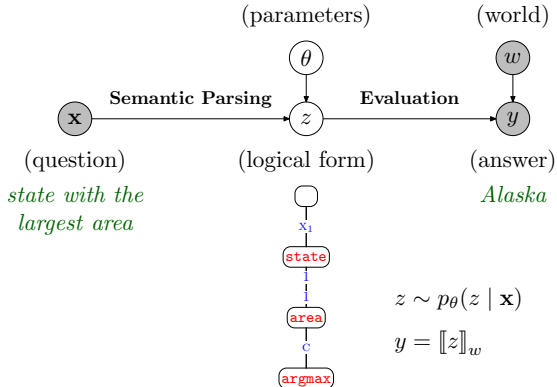 (parameters) (world)
θ w
Semantic Parsing Evaluation
x z y
(question) (logical form) (answer)
state with the Alaska
largest area
x₁
state
1
1
area
c
argmax
z ∼ pθ(z | x)
y = ⟦z⟧w